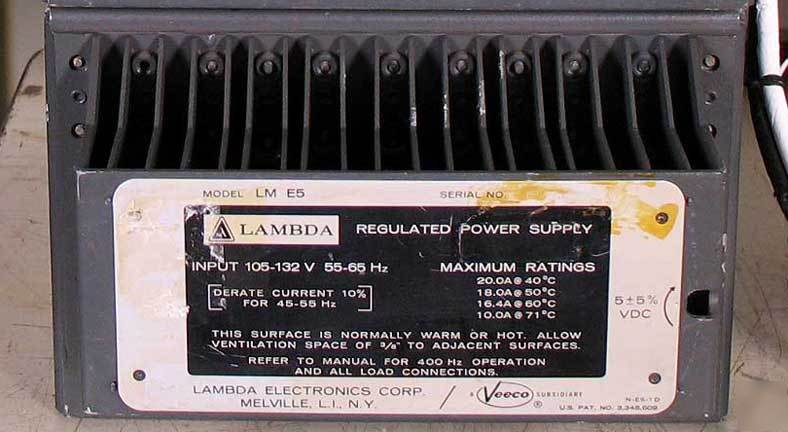 MODEL LM E5 SERIAL NO.
LAMBDA REGULATED POWER SUPPLY
INPUT 105-132 V 55-65 Hz
DERATE CURRENT 10%
FOR 45-55 Hz
MAXIMUM RATINGS
20.0A@ 40°C
18.0A@ 50°C
16.4A@ 60°C
10.0A@ 71°C
5±5%
VDC
THIS SURFACE IS NORMALLY WARM OR HOT. ALLOW
VENTILATION SPACE OF 3/8" TO ADJACENT SURFACES.
REFER TO MANUAL FOR 400 Hz OPERATION
AND ALL LOAD CONNECTIONS.
LAMBDA ELECTRONICS CORP.
MELVILLE, L.I., N.Y.
/ A Veeco SUBSIDIARY
®
N-E5-1D
U.S. PAT. NO. 3,348,609